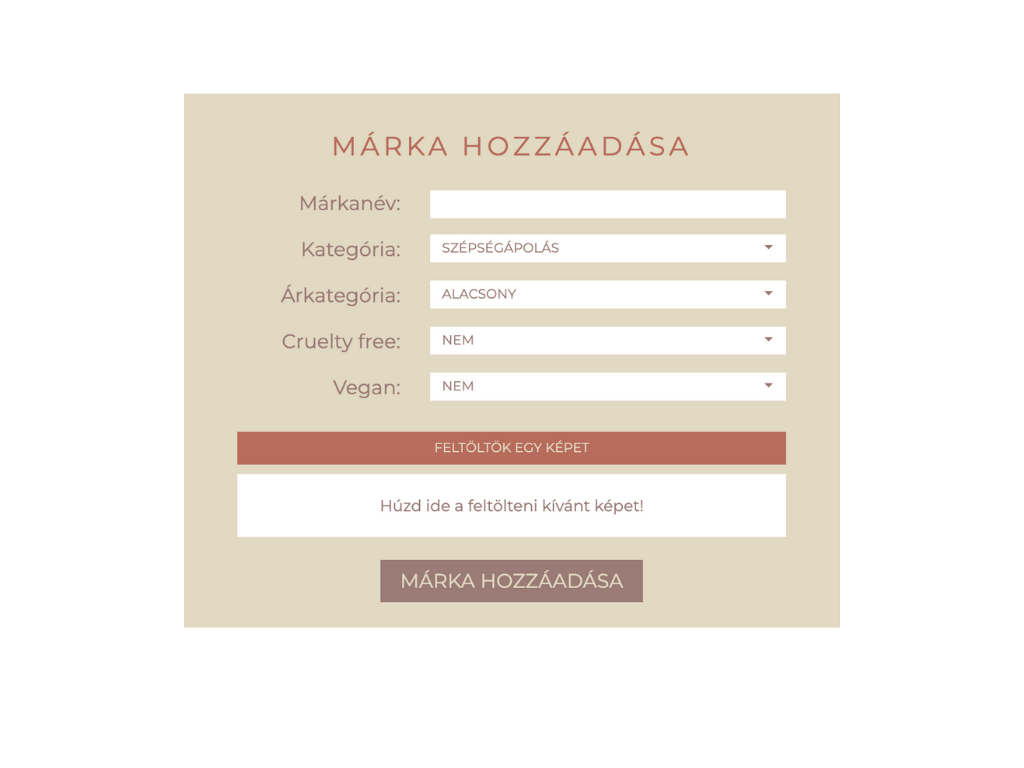 MÁRKA HOZZÁADÁSA
Márkanév:
Kategória: SZÉPSÉGÁPOLÁS
Árkategória: ALACSONY
Cruelty free: NEM
Vegan: NEM
FELTÖLTÖK EGY KÉPET
Húzd ide a feltölteni kívánt képet!
MÁRKA HOZZÁADÁSA